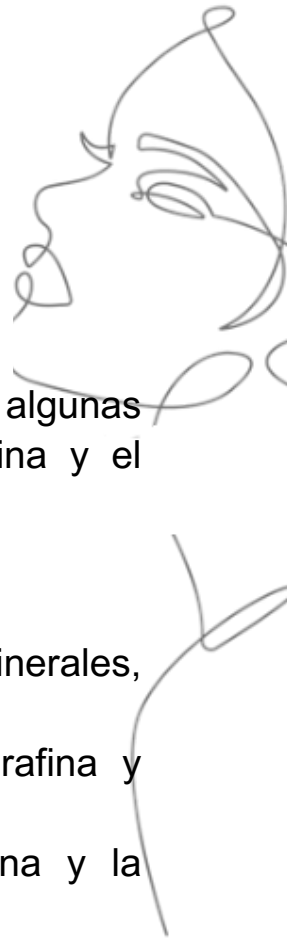 algunas
ina y el
inerales,
rafina y
na y la